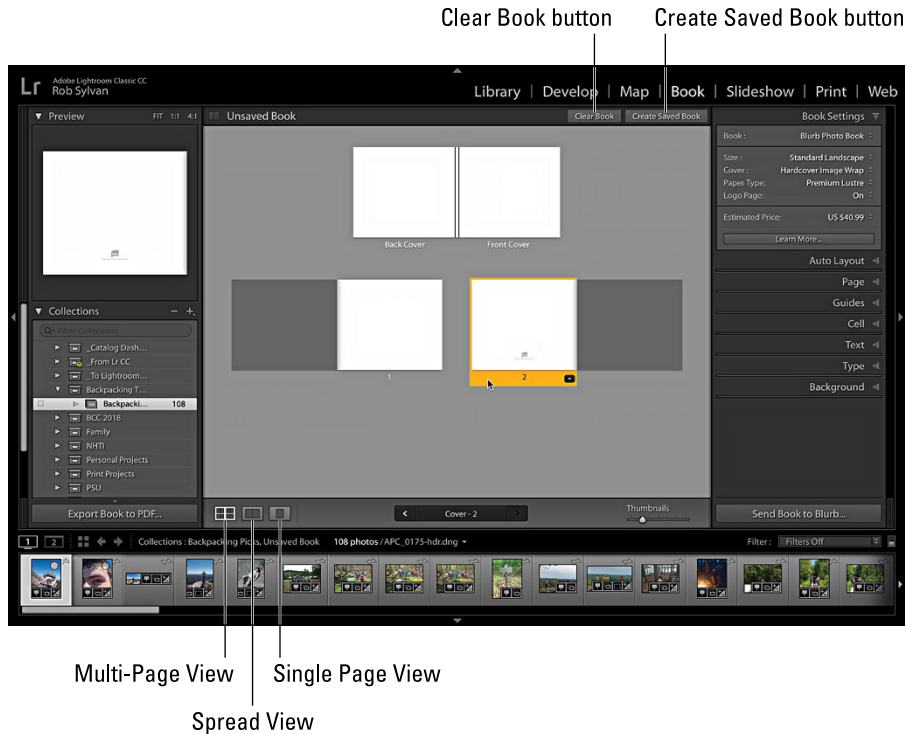 Clear Book button
Create Saved Book button
Lr
Adobe Lightroom Classic CC
Rob Sylvan
Library | Develop | Map | Book | Slideshow | Print | Web
Preview FIT 1:1 4:1
Unsaved Book
Clear Book
Create Saved Book
Book Settings
Book : Blurb Photo Book
Size : Standard Landscape
Cover : Hardcover Image Wrap
Paper Type: Premium Lustre
Logo Page: On
Estimated Price: US $40.99
Learn More...
Auto Layout
Page
Guides
Cell
Text
Type
Background
Back Cover
Front Cover
1
2
Collections
Filter Collections
_Catalog Dash...
_From Lr CC
_To Lightroom...
Backpacking T...
Backpacki... 108
BCC 2018
Family
NHTI
Personal Projects
Print Projects
PSU
Export Book to PDF...
Cover - 2
Thumbnails
Send Book to Blurb...
1 2
Collections : Backpacking Picks, Unsaved Book 108 photos / APC_0175-hdr.dng
Filter : Filters Off
Multi-Page View
Single Page View
Spread View